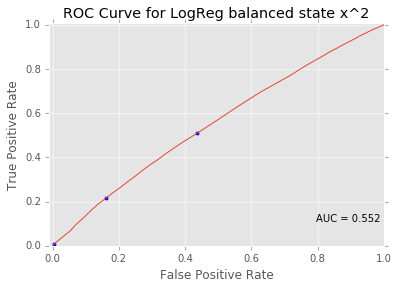 ROC Curve for LogReg balanced state x^2
True Positive Rate
1.0
0.8
0.6
0.4
0.2
0.0
AUC = 0.552
0.0 0.2 0.4 0.6 0.8 1.0
False Positive Rate